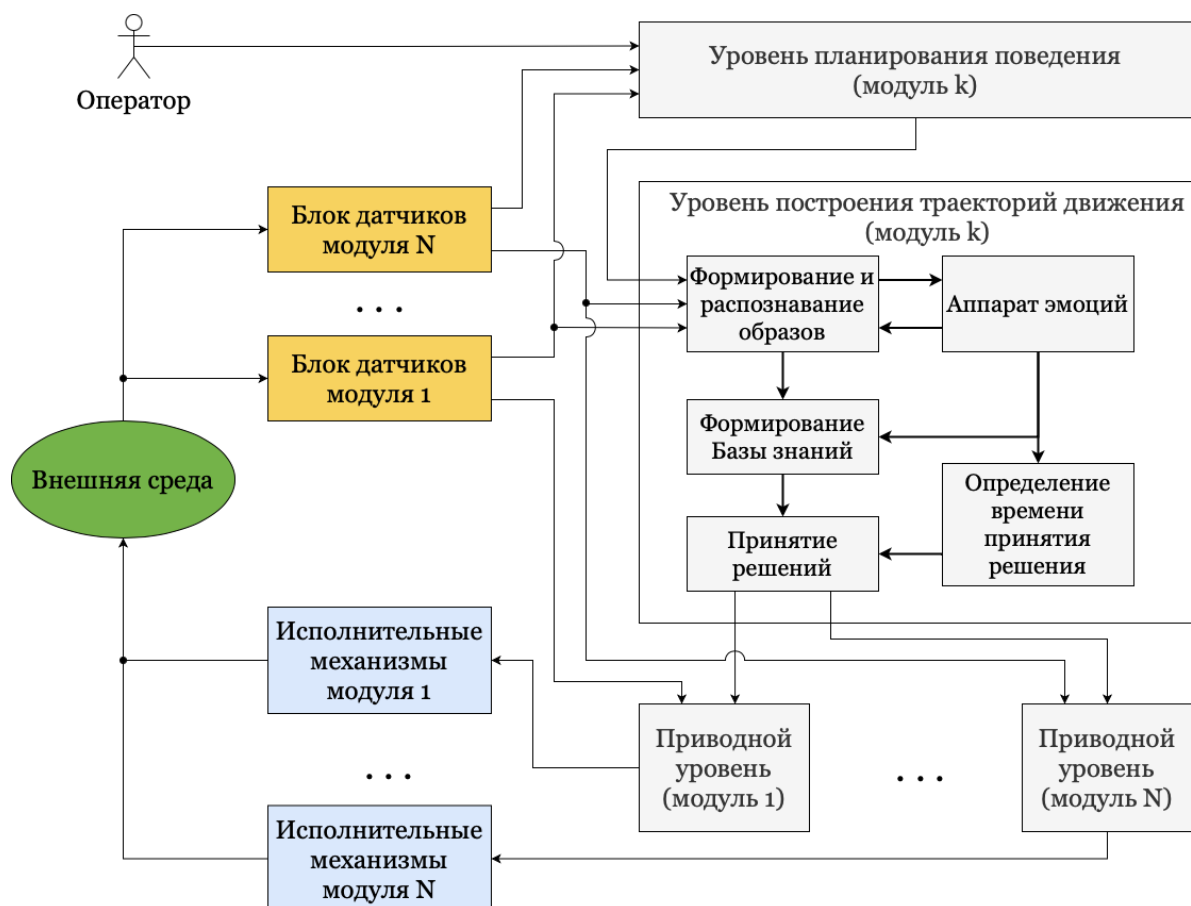 Оператор
Уровень планирования поведения
(модуль k)
Блок датчиков
модуля N
. . .
Блок датчиков
модуля 1
Внешняя среда
Уровень построения траекторий движения
(модуль k)
Формирование и
распознавание
образов
Аппарат эмоций
Формирование
Базы знаний
Определение
времени
принятия
решения
Принятие
решений
Исполнительные
механизмы
модуля 1
. . .
Исполнительные
механизмы
модуля N
Приводной
уровень
(модуль 1)
. . .
Приводной
уровень
(модуль N)